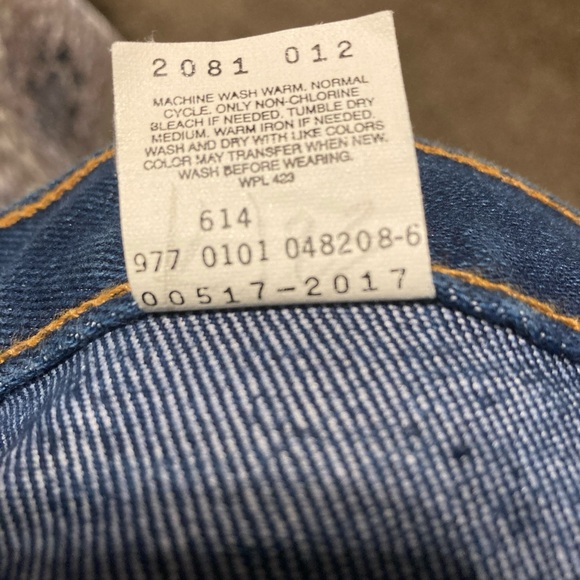 2081 012
MACHINE WASH WARM. NORMAL
CYCLE. ONLY NON-CHLORINE
BLEACH IF NEEDED. TUMBLE DRY
MEDIUM. WARM IRON IF NEEDED.
WASH AND DRY WITH LIKE COLORS
COLOR MAY TRANSFER WHEN NEW.
WASH BEFORE WEARING.
WPL 423
614
977 0101 048208-6
00517-2017